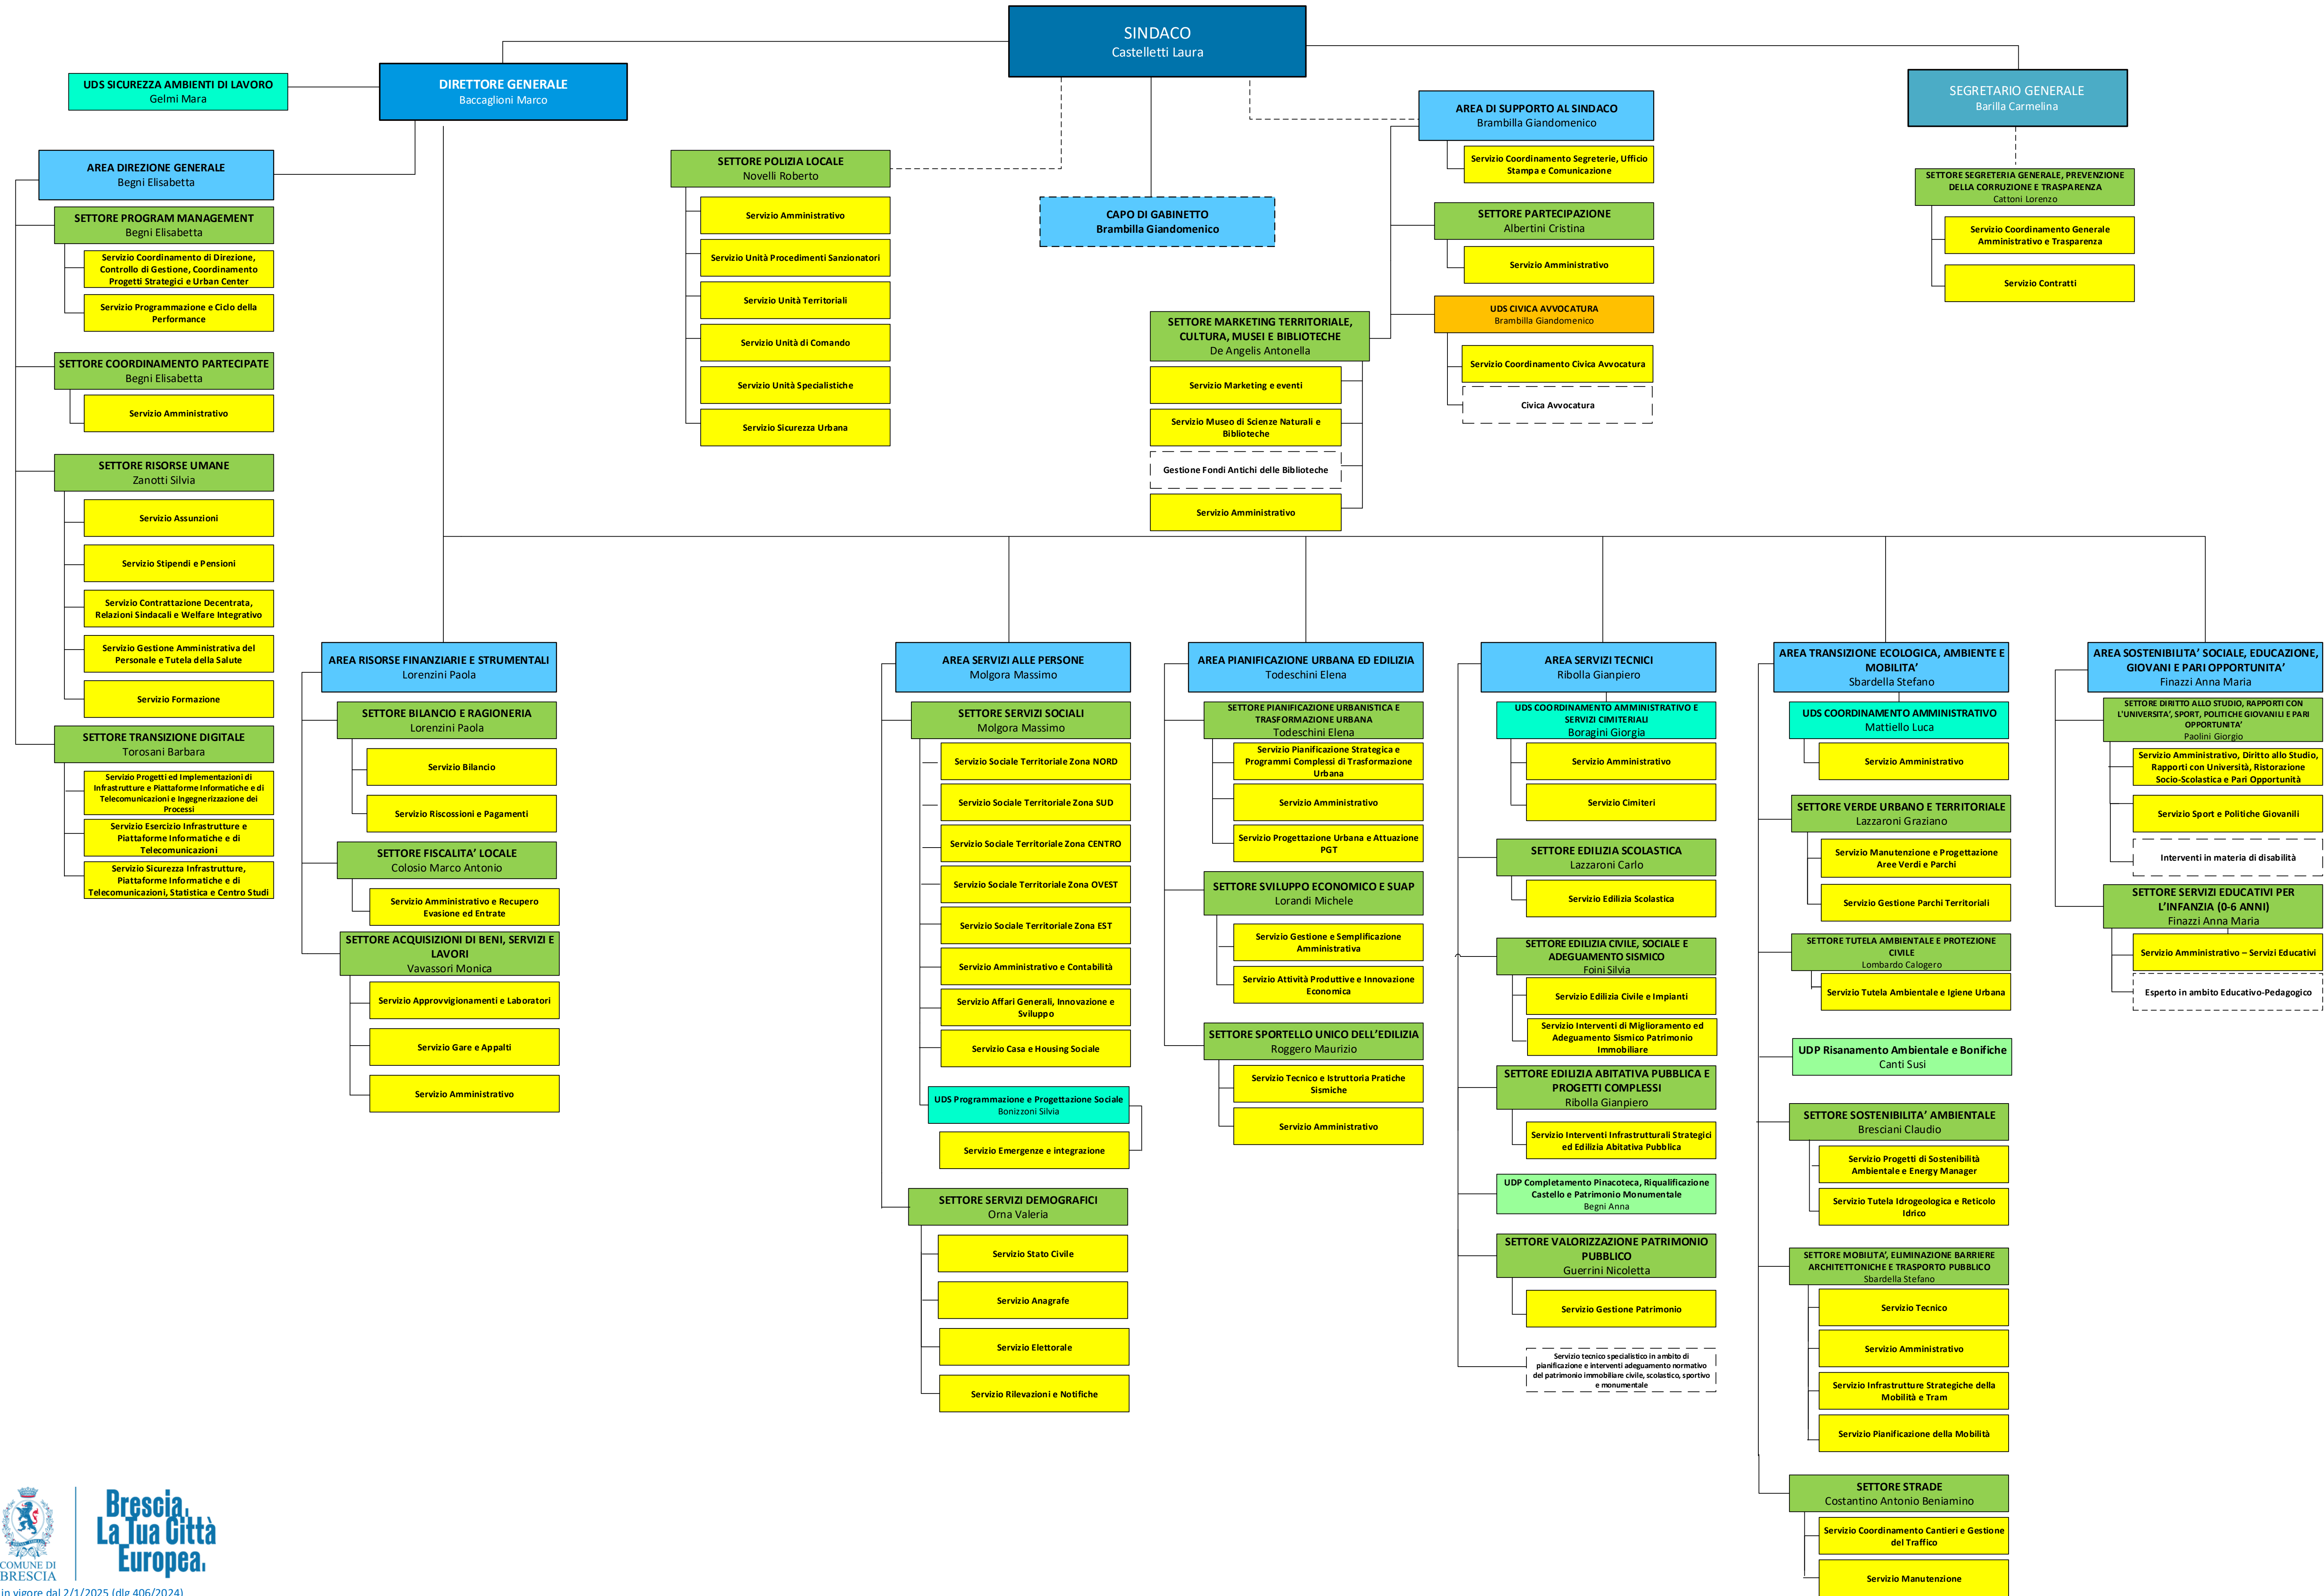 SINDACO
Castelletti Laura
DIRETTORE GENERALE
Baccaglioni Marco
UDS SICUREZZA AMBIENTI DI LAVORO
Gelmi Mara
SEGRETARIO GENERALE
Barilla Carmelina
AREA DIREZIONE GENERALE
Begni Elisabetta
SETTORE PROGRAM MANAGEMENT
Begni Elisabetta
Servizio Coordinamento di Direzione,
Controllo di Gestione, Coordinamento
Progetti Strategici e Urban Center
Servizio Programmazione e Ciclo della
Performance
SETTORE COORDINAMENTO PARTECIPATE
Begni Elisabetta
Servizio Amministrativo
SETTORE RISORSE UMANE
Zanotti Silvia
Servizio Assunzioni
Servizio Stipendi e Pensioni
Servizio Contrattazione Decentrata,
Relazioni Sindacali e Welfare Integrativo
Servizio Gestione Amministrativa del
Personale e Tutela della Salute
Servizio Formazione
SETTORE TRANSIZIONE DIGITALE
Torosani Barbara
Servizio Progetti ed Implementazioni di
Infrastrutture e Piattaforme Informatiche e di
Telecomunicazioni e Ingegnerizzazione dei
Processi
Servizio Esercizio Infrastrutture e
Piattaforme Informatiche e di
Telecomunicazioni
Servizio Sicurezza Infrastrutture,
Piattaforme Informatiche e di
Telecomunicazioni, Statistica e Centro Studi
SETTORE POLIZIA LOCALE
Novelli Roberto
Servizio Amministrativo
Servizio Unità Procedimenti Sanzionatori
Servizio Unità Territoriali
Servizio Unità di Comando
Servizio Unità Specialistiche
Servizio Sicurezza Urbana
CAPO DI GABINETTO
Brambilla Giandomenico
AREA DI SUPPORTO AL SINDACO
Brambilla Giandomenico
Servizio Coordinamento Segreterie, Ufficio
Stampa e Comunicazione
SETTORE PARTECIPAZIONE
Albertini Cristina
Servizio Amministrativo
UDS CIVICA AVVOCATURA
Brambilla Giandomenico
Servizio Coordinamento Civica Avvocatura
Civica Avvocatura
SETTORE MARKETING TERRITORIALE,
CULTURA, MUSEI E BIBLIOTECHE
De Angelis Antonella
Servizio Marketing e eventi
Servizio Museo di Scienze Naturali e
Biblioteche
Gestione Fondi Antichi delle Biblioteche
Servizio Amministrativo
SETTORE SEGRETERIA GENERALE, PREVENZIONE
DELLA CORRUZIONE E TRASPARENZA
Cattoni Lorenzo
Servizio Coordinamento Generale
Amministrativo e Trasparenza
Servizio Contratti
AREA RISORSE FINANZIARIE E STRUMENTALI
Lorenzini Paola
SETTORE BILANCIO E RAGIONERIA
Lorenzini Paola
Servizio Bilancio
Servizio Riscossioni e Pagamenti
SETTORE FISCALITA’ LOCALE
Colosio Marco Antonio
Servizio Amministrativo e Recupero
Evasione ed Entrate
SETTORE ACQUISIZIONI DI BENI, SERVIZI E
LAVORI
Vavassori Monica
Servizio Approvvigionamenti e Laboratori
Servizio Gare e Appalti
Servizio Amministrativo
AREA SERVIZI ALLE PERSONE
Molgora Massimo
SETTORE SERVIZI SOCIALI
Molgora Massimo
Servizio Sociale Territoriale Zona NORD
Servizio Sociale Territoriale Zona SUD
Servizio Sociale Territoriale Zona CENTRO
Servizio Sociale Territoriale Zona OVEST
Servizio Sociale Territoriale Zona EST
Servizio Amministrativo e Contabilità
Servizio Affari Generali, Innovazione e
Sviluppo
Servizio Casa e Housing Sociale
UDS Programmazione e Progettazione Sociale
Bonizzoni Silvia
Servizio Emergenze e integrazione
SETTORE SERVIZI DEMOGRAFICI
Orna Valeria
Servizio Stato Civile
Servizio Anagrafe
Servizio Elettorale
Servizio Rilevazioni e Notifiche
AREA PIANIFICAZIONE URBANA ED EDILIZIA
Todeschini Elena
SETTORE PIANIFICAZIONE URBANISTICA E
TRASFORMAZIONE URBANA
Todeschini Elena
Servizio Pianificazione Strategica e
Programmi Complessi di Trasformazione
Urbana
Servizio Amministrativo
Servizio Progettazione Urbana e Attuazione
PGT
SETTORE SVILUPPO ECONOMICO E SUAP
Lorandi Michele
Servizio Gestione e Semplificazione
Amministrativa
Servizio Attività Produttive e Innovazione
Economica
SETTORE SPORTELLO UNICO DELL’EDILIZIA
Roggero Maurizio
Servizio Tecnico e Istruttoria Pratiche
Sismiche
Servizio Amministrativo
AREA SERVIZI TECNICI
Ribolla Gianpiero
UDS COORDINAMENTO AMMINISTRATIVO E
SERVIZI CIMITERIALI
Boragini Giorgia
Servizio Amministrativo
Servizio Cimiteri
SETTORE EDILIZIA SCOLASTICA
Lazzaroni Carlo
Servizio Edilizia Scolastica
SETTORE EDILIZIA CIVILE, SOCIALE E
ADEGUAMENTO SISMICO
Foini Silvia
Servizio Edilizia Civile e Impianti
Servizio Interventi di Miglioramento ed
Adeguamento Sismico Patrimonio
Immobiliare
SETTORE EDILIZIA ABITATIVA PUBBLICA E
PROGETTI COMPLESSI
Ribolla Gianpiero
Servizio Interventi Infrastrutturali Strategici
ed Edilizia Abitativa Pubblica
UDP Completamento Pinacoteca, Riqualificazione
Castello e Patrimonio Monumentale
Begni Anna
SETTORE VALORIZZAZIONE PATRIMONIO
PUBBLICO
Guerrini Nicoletta
Servizio Gestione Patrimonio
Servizio tecnico specialistico in ambito di
pianificazione e interventi adeguamento normativo
del patrimonio immobiliare civile, scolastico, sportivo
e monumentale
AREA TRANSIZIONE ECOLOGICA, AMBIENTE E
MOBILITA’
Sbardella Stefano
UDS COORDINAMENTO AMMINISTRATIVO
Mattiello Luca
Servizio Amministrativo
SETTORE VERDE URBANO E TERRITORIALE
Lazzaroni Graziano
Servizio Manutenzione e Progettazione
Aree Verdi e Parchi
Servizio Gestione Parchi Territoriali
SETTORE TUTELA AMBIENTALE E PROTEZIONE
CIVILE
Lombardo Calogero
Servizio Tutela Ambientale e Igiene Urbana
UDP Risanamento Ambientale e Bonifiche
Canti Susi
SETTORE SOSTENIBILITA’ AMBIENTALE
Bresciani Claudio
Servizio Progetti di Sostenibilità
Ambientale e Energy Manager
Servizio Tutela Idrogeologica e Reticolo
Idrico
SETTORE MOBILITA’, ELIMINAZIONE BARRIERE
ARCHITETTONICHE E TRASPORTO PUBBLICO
Sbardella Stefano
Servizio Tecnico
Servizio Amministrativo
Servizio Infrastrutture Strategiche della
Mobilità e Tram
Servizio Pianificazione della Mobilità
SETTORE STRADE
Costantino Antonio Beniamino
Servizio Coordinamento Cantieri e Gestione
del Traffico
Servizio Manutenzione
AREA SOSTENIBILITA’ SOCIALE, EDUCAZIONE,
GIOVANI E PARI OPPORTUNITA’
Finazzi Anna Maria
SETTORE DIRITTO ALLO STUDIO, RAPPORTI CON
L'UNIVERSITA’, SPORT, POLITICHE GIOVANILI E PARI
OPPORTUNITA’
Paolini Giorgio
Servizio Amministrativo, Diritto allo Studio,
Rapporti con Università, Ristorazione
Socio-Scolastica e Pari Opportunità
Servizio Sport e Politiche Giovanili
Interventi in materia di disabilità
SETTORE SERVIZI EDUCATIVI PER
L’INFANZIA (0-6 ANNI)
Finazzi Anna Maria
Servizio Amministrativo – Servizi Educativi
Esperto in ambito Educativo-Pedagogico
COMUNE DI
BRESCIA
Brescia.
La Tua Città
Europea.
in vigore dal 2/1/2025 (dlg 406/2024)